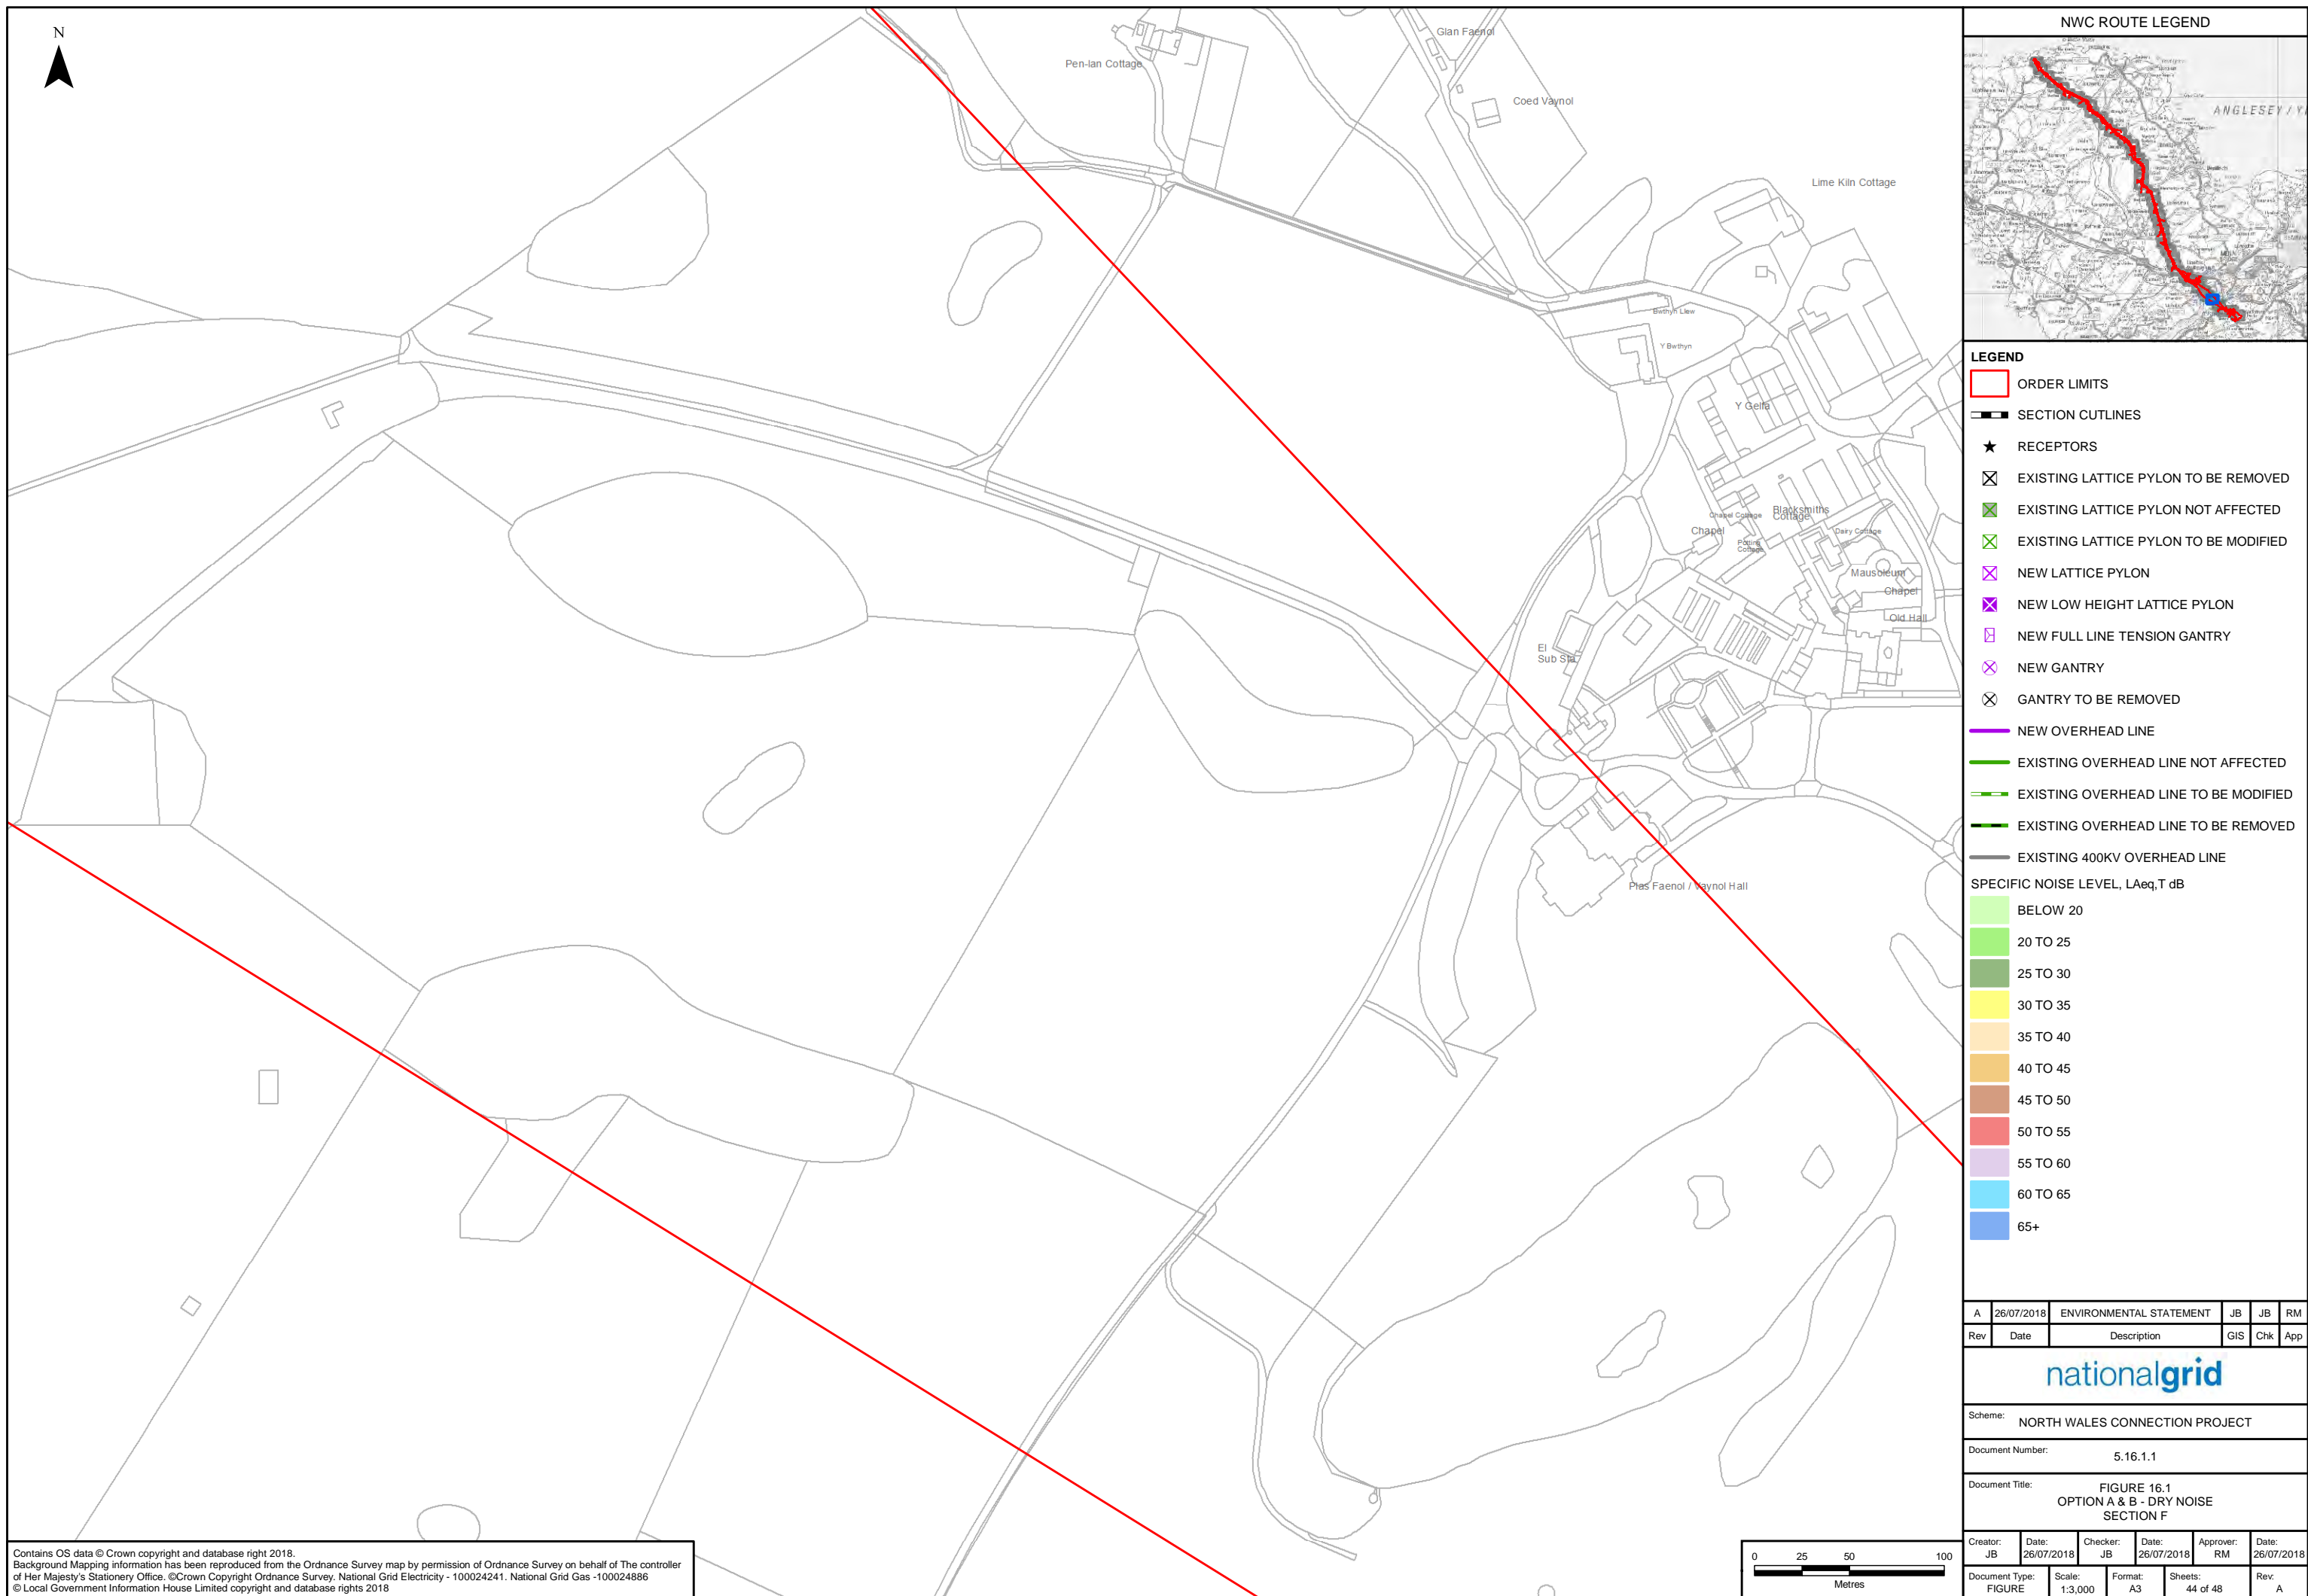 N
Pen-lan Cottage
Glan Faenol
Coed Vaynol
Lime Kiln Cottage
Bwthyn Llew
Y Bwthyn
Y Gelfa
Chapel Cottage
Blacksmiths
Cottage
Chapel
Potting
Cottage
Dairy Cottage
Mausoleum
Chapel
Old Hall
El
Sub Sta
Plas Faenol / Vaynol Hall
Contains OS data © Crown copyright and database right 2018.
Background Mapping information has been reproduced from the Ordnance Survey map by permission of Ordnance Survey on behalf of The controller
of Her Majesty's Stationery Office. ©Crown Copyright Ordnance Survey. National Grid Electricity - 100024241. National Grid Gas -100024886
© Local Government Information House Limited copyright and database rights 2018
0 25 50 100
Metres
NWC ROUTE LEGEND
ANGLESEY / Y
LEGEND
ORDER LIMITS
SECTION CUTLINES
RECEPTORS
EXISTING LATTICE PYLON TO BE REMOVED
EXISTING LATTICE PYLON NOT AFFECTED
EXISTING LATTICE PYLON TO BE MODIFIED
NEW LATTICE PYLON
NEW LOW HEIGHT LATTICE PYLON
NEW FULL LINE TENSION GANTRY
NEW GANTRY
GANTRY TO BE REMOVED
NEW OVERHEAD LINE
EXISTING OVERHEAD LINE NOT AFFECTED
EXISTING OVERHEAD LINE TO BE MODIFIED
EXISTING OVERHEAD LINE TO BE REMOVED
EXISTING 400KV OVERHEAD LINE
SPECIFIC NOISE LEVEL, LAeq,T dB
BELOW 20
20 TO 25
25 TO 30
30 TO 35
35 TO 40
40 TO 45
45 TO 50
50 TO 55
55 TO 60
60 TO 65
65+
A 26/07/2018 ENVIRONMENTAL STATEMENT JB JB RM
Rev Date Description GIS Chk App
nationalgrid
Scheme: NORTH WALES CONNECTION PROJECT
Document Number: 5.16.1.1
Document Title: FIGURE 16.1
OPTION A & B - DRY NOISE
SECTION F
Creator: Date: Checker: Date: Approver: Date:
JB 26/07/2018 JB 26/07/2018 RM 26/07/2018
Document Type: Scale: Format: Sheets: Rev:
FIGURE 1:3,000 A3 44 of 48 A